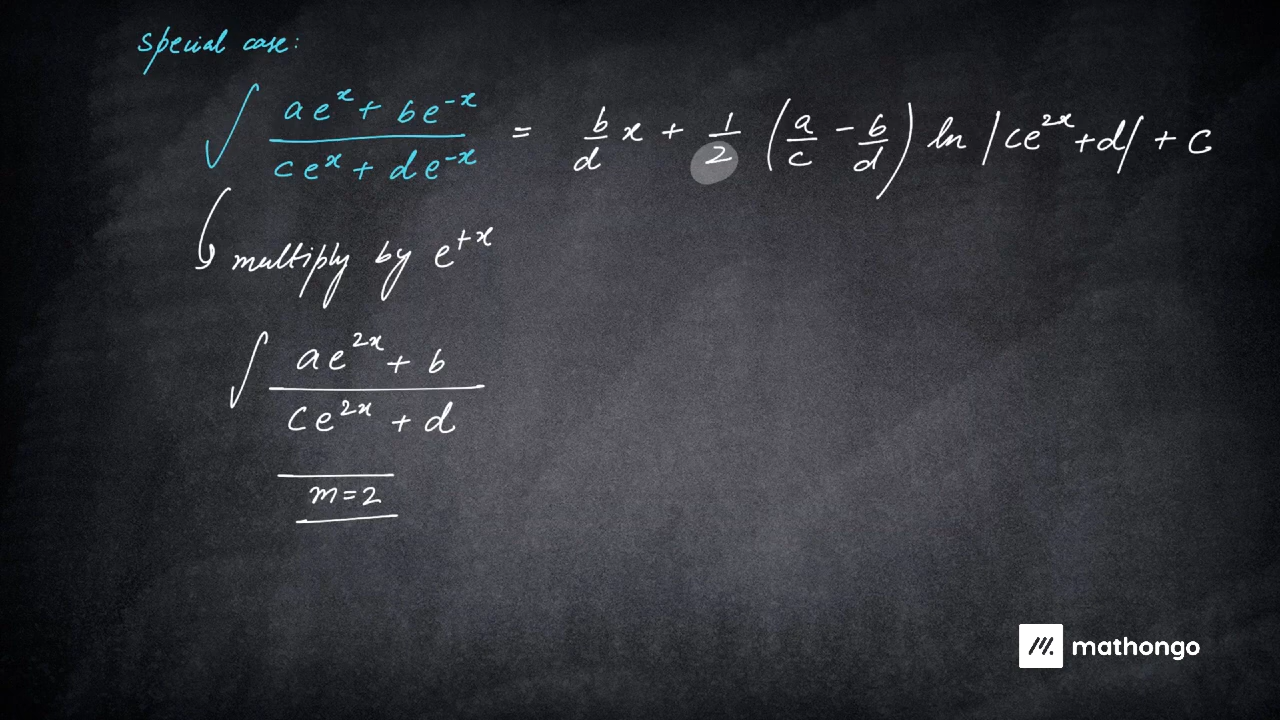 special case:
∫ (ae^x + be^-x)/(ce^x + de^-x) = b/d x + 1/2 (a/c - b/d) ln |ce^2x + d| + C
multiply by e^+x
∫ (ae^2x + b)/(ce^2x + d)
m=2
mathongo